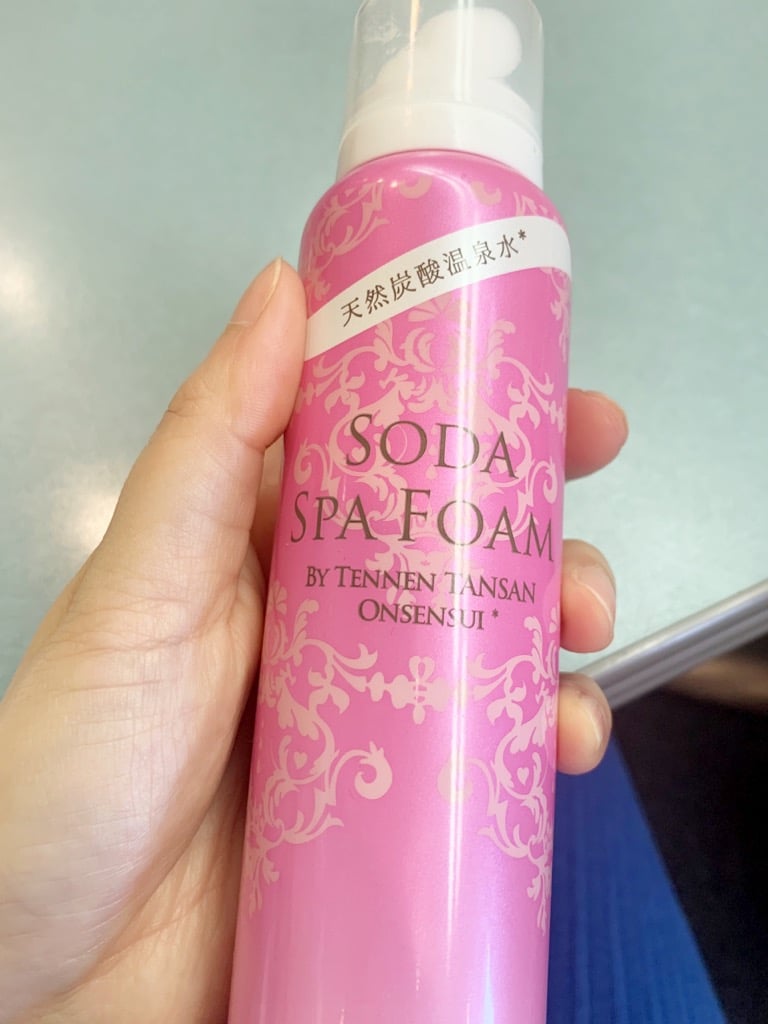 天然炭酸温泉水*
SODA
SPA FOAM
BY TENNEN TANSAN
ONSENSUI *